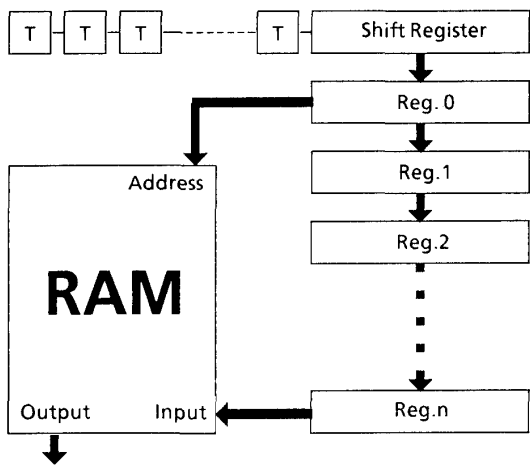 T T T T Shift Register
Reg. 0
Reg.1
Address
Reg.2
RAM
Reg.n
Output Input